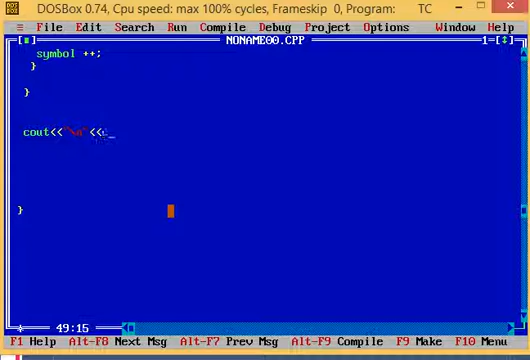 DOSBox 0.74, Cpu speed: max 100% cycles, Frameskip 0, Program: TC
≡ File Edit Search Run Compile Debug Project Options Window Help
NONAME00.CPP 1=[↕]
symbol ++;
}
}
cout<<"\n"<<
}
49:15
F1 Help Alt-F8 Next Msg Alt-F7 Prev Msg Alt-F9 Compile F9 Make F10 Menu